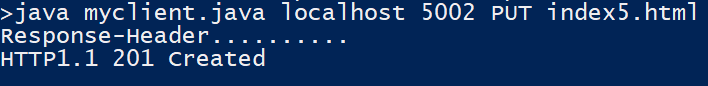 >java myclient.java localhost 5002 PUT index5.html
Response-Header..........
HTTP1.1 201 Created